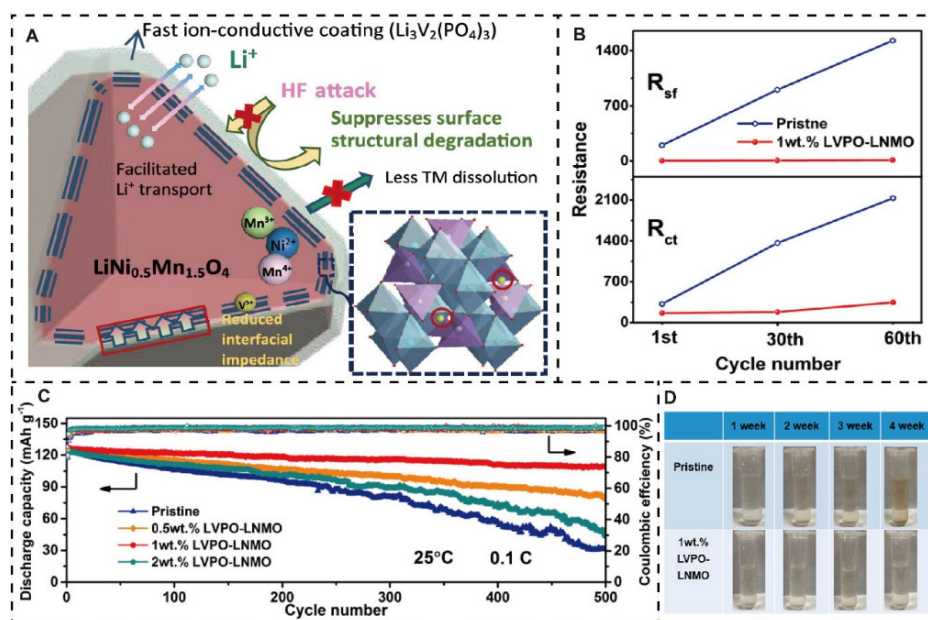 A
Fast ion-conductive coating (Li₃V₂(PO₄)₃)
Li⁺
HF attack
Suppresses surface
structural degradation
Facilitated
Li⁺ transport
Less TM dissolution
Mn³⁺
Ni²⁺
Mn⁴⁺
LiNi₀.₅Mn₁.₅O₄
V⁵⁺
Reduced
interfacial
impedance
B
Resistance
1400
700
0
Rsf
Pristne
1wt.% LVPO-LNMO
2100
1400
700
0
Rct
1st
30th
60th
Cycle number
C
Discharge capacity (mAh g⁻¹)
150
120
90
60
30
0
Pristine
0.5wt.% LVPO-LNMO
1wt.% LVPO-LNMO
2wt.% LVPO-LNMO
25°C
0.1 C
0
100
200
300
400
500
Cycle number
100
80
60
40
20
0
Coulombic effciency (%)
D
1 week
2 week
3 week
4 week
Pristine
1wt.%
LVPO-
LNMO